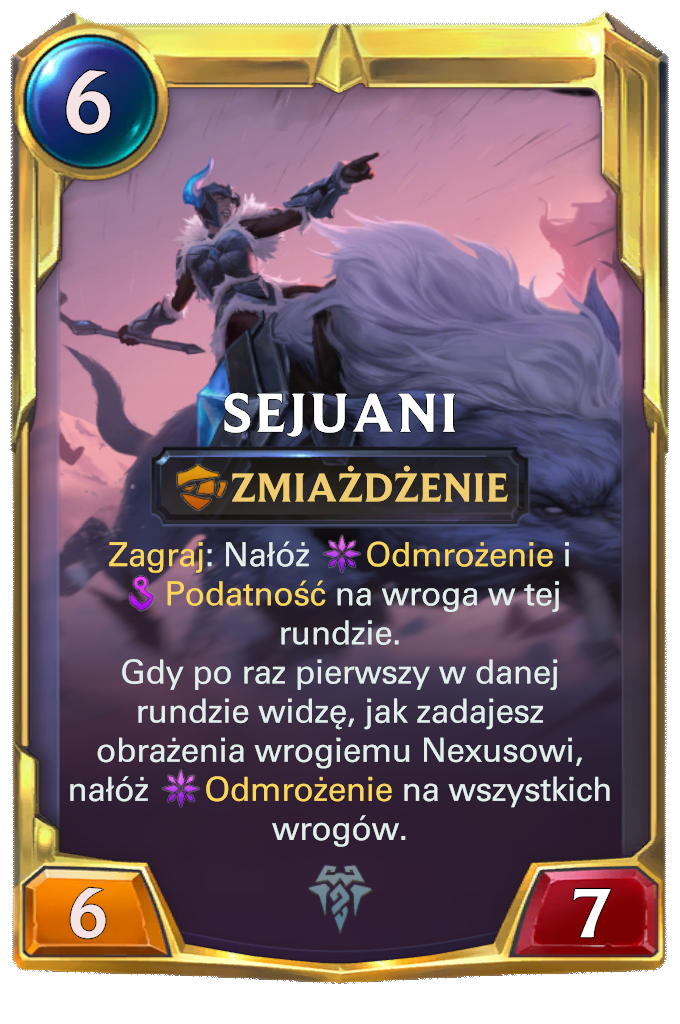 6
SEJUANI
ZMIAŻDŻENIE
Zagraj: Nałóż Odmrożenie i
Podatność na wroga w tej
rundzie.
Gdy po raz pierwszy w danej
rundzie widzę, jak zadajesz
obrażenia wrogiemu Nexusowi,
nałóż Odmrożenie na wszystkich
wrogów.
6
7